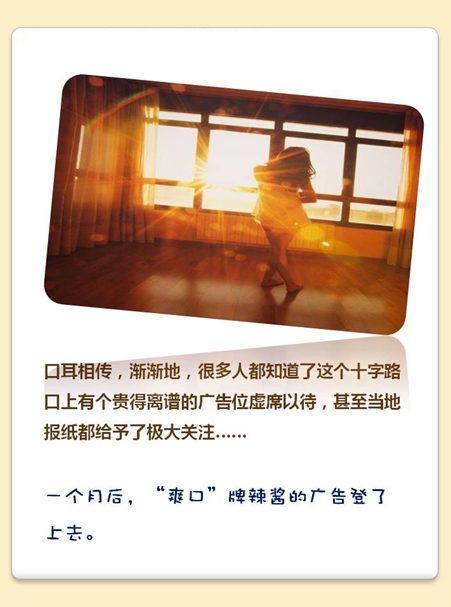 口耳相传，渐渐地，很多人都知道了这个十字路
口上有个贵得离谱的广告位虚席以待，甚至当地
报纸都给予了极大关注……
一个月后，“爽口”牌辣酱的广告登了
上去。